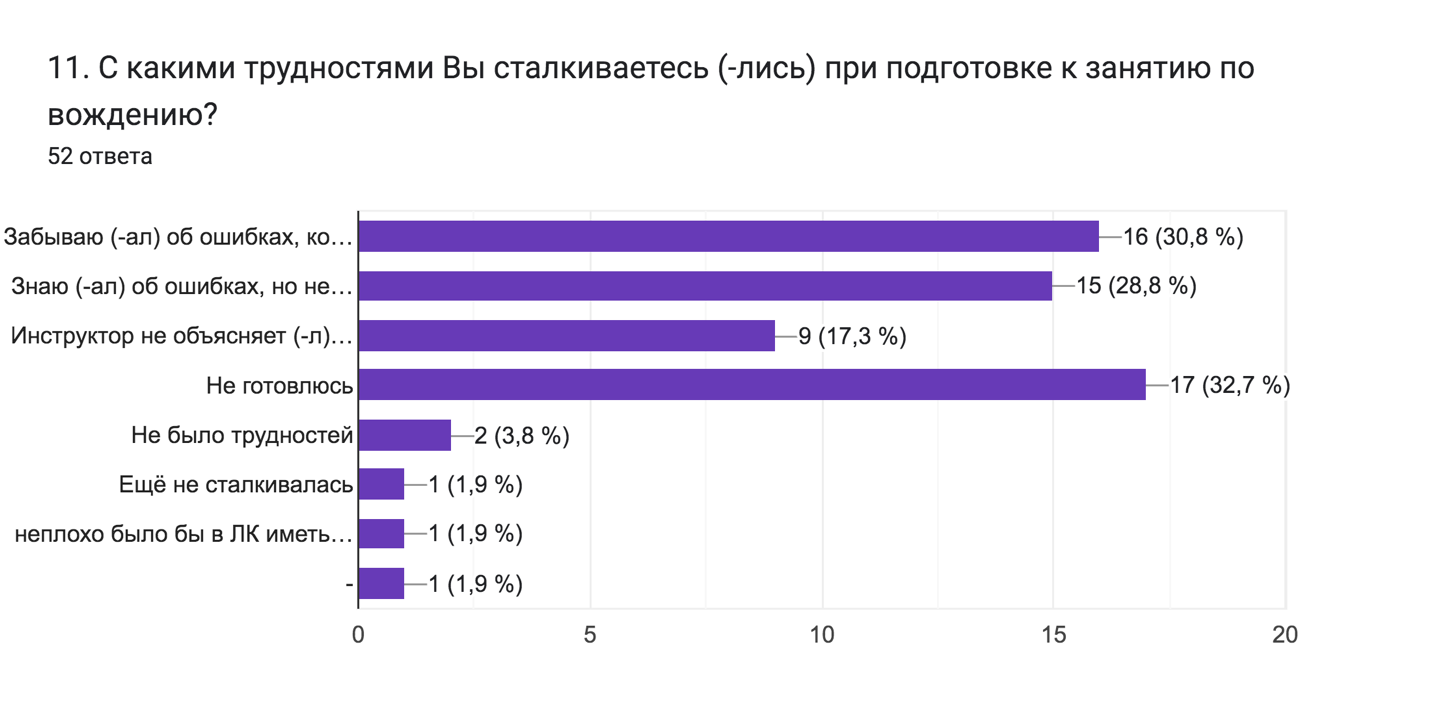 11. С какими трудностями Вы сталкиваетесь (-лись) при подготовке к занятию по
вождению?
52 ответа
Забываю (-ал) об ошибках, ко… 16 (30,8 %)
Знаю (-ал) об ошибках, но не… 15 (28,8 %)
Инструктор не объясняет (-л)… 9 (17,3 %)
Не готовлюсь 17 (32,7 %)
Не было трудностей 2 (3,8 %)
Ещё не сталкивалась 1 (1,9 %)
неплохо было бы в ЛК иметь… 1 (1,9 %)
- 1 (1,9 %)
0 5 10 15 20